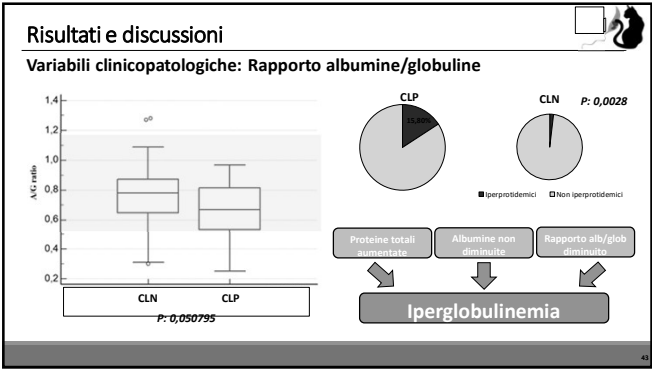 Risultati e discussioni
Variabili clinicopatologiche: Rapporto albumine/globuline
A/G ratio
1,4
1,2
1,0
0,8
0,6
0,4
0,2
CLN
CLP
P: 0,050795
CLP
15,80%
CLN
P: 0,0028
Iperprotidemici
Non iperprotidemici
Proteine totali
aumentate
Albumine non
diminuite
Rapporto alb/glob
diminuito
Iperglobulinemia
43